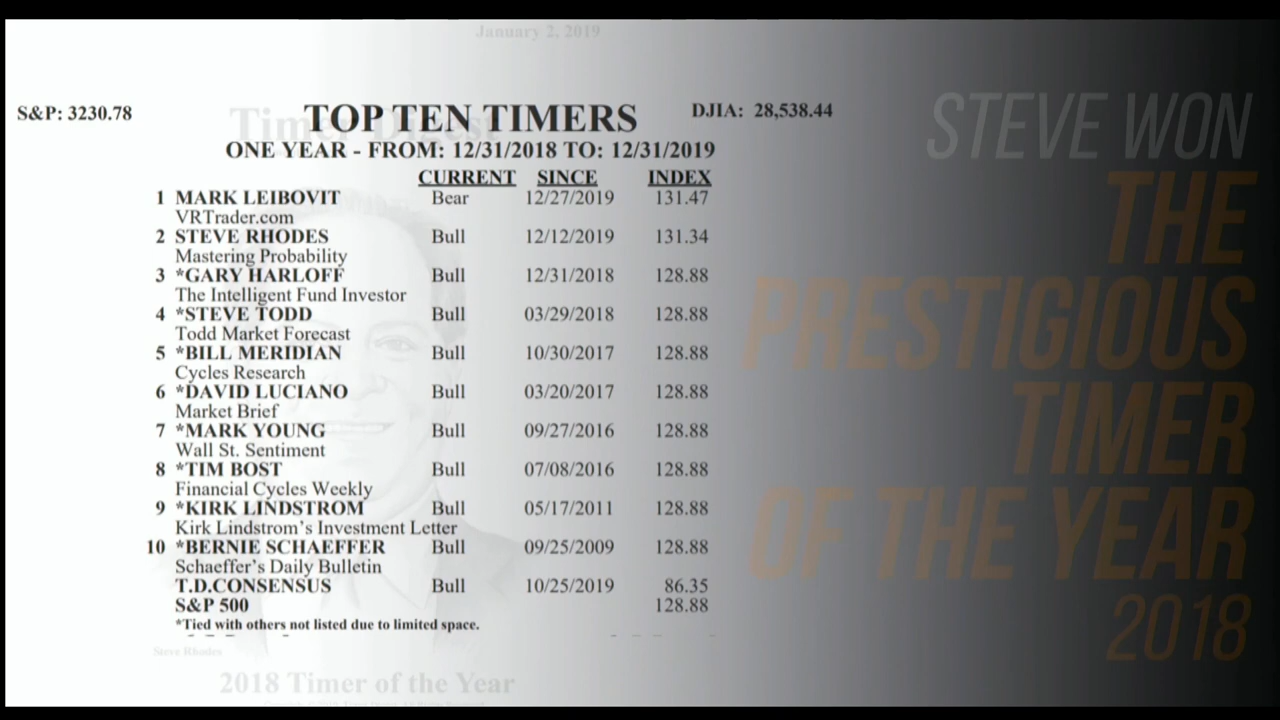 January 2, 2019
S&P: 3230.78
Timer Digest
TOP TEN TIMERS
DJIA: 28,538.44
ONE YEAR - FROM: 12/31/2018 TO: 12/31/2019
CURRENT SINCE INDEX
1 MARK LEIBOVIT Bear 12/27/2019 131.47
VRTrader.com
2 STEVE RHODES Bull 12/12/2019 131.34
Mastering Probability
3 *GARY HARLOFF Bull 12/31/2018 128.88
The Intelligent Fund Investor
4 *STEVE TODD Bull 03/29/2018 128.88
Todd Market Forecast
5 *BILL MERIDIAN Bull 10/30/2017 128.88
Cycles Research
6 *DAVID LUCIANO Bull 03/20/2017 128.88
Market Brief
7 *MARK YOUNG Bull 09/27/2016 128.88
Wall St. Sentiment
8 *TIM BOST Bull 07/08/2016 128.88
Financial Cycles Weekly
9 *KIRK LINDSTROM Bull 05/17/2011 128.88
Kirk Lindstrom's Investment Letter
10 *BERNIE SCHAEFFER Bull 09/25/2009 128.88
Schaeffer's Daily Bulletin
T.D.CONSENSUS Bull 10/25/2019 86.35
S&P 500 128.88
*Tied with others not listed due to limited space.
Steve Rhodes
2018 Timer of the Year
STEVE WON
THE
PRESTIGIOUS
TIMER
OF THE YEAR
2018